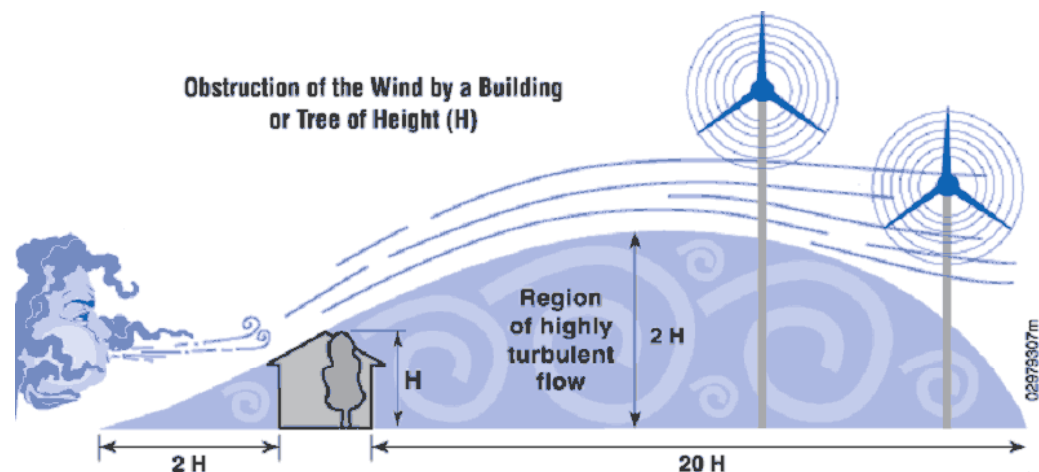 Obstruction of the Wind by a Building
or Tree of Height (H)
Region
of highly
turbulent
flow
2 H
H
2 H
20 H
02979307m